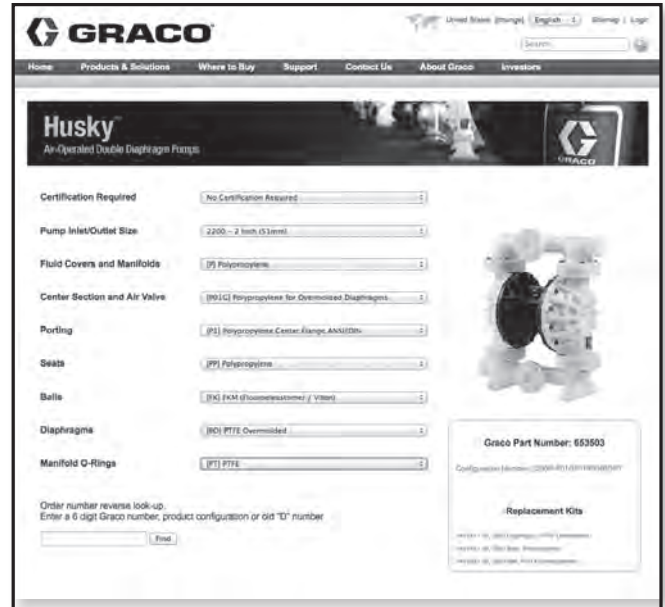 GRACO
United States [change] English Sitemap | Login
Search
Home Products & Solutions Where to Buy Support Contact Us About Graco Investors
Husky™
Air-Operated Double Diaphragm Pumps
GRACO
Certification Required No Certification Required
Pump Inlet/Outlet Size 2200 – 2 Inch (51mm)
Fluid Covers and Manifolds [P] Polypropylene
Center Section and Air Valve [P01G] Polypropylene for Overmolded Diaphragms
Porting [P1] Polypropylene Center Flange ANSI/DIN
Seats [PP] Polypropylene
Balls [FK] FKM (Fluoroelastomer / Viton)
Diaphragms [BO] PTFE Overmolded
Manifold O-Rings [PT] PTFE
Graco Part Number: 653503
Configuration Number:
Replacement Kits
Order number reverse look-up.
Enter a 6 digit Graco number, product configuration or old "D" number
Find